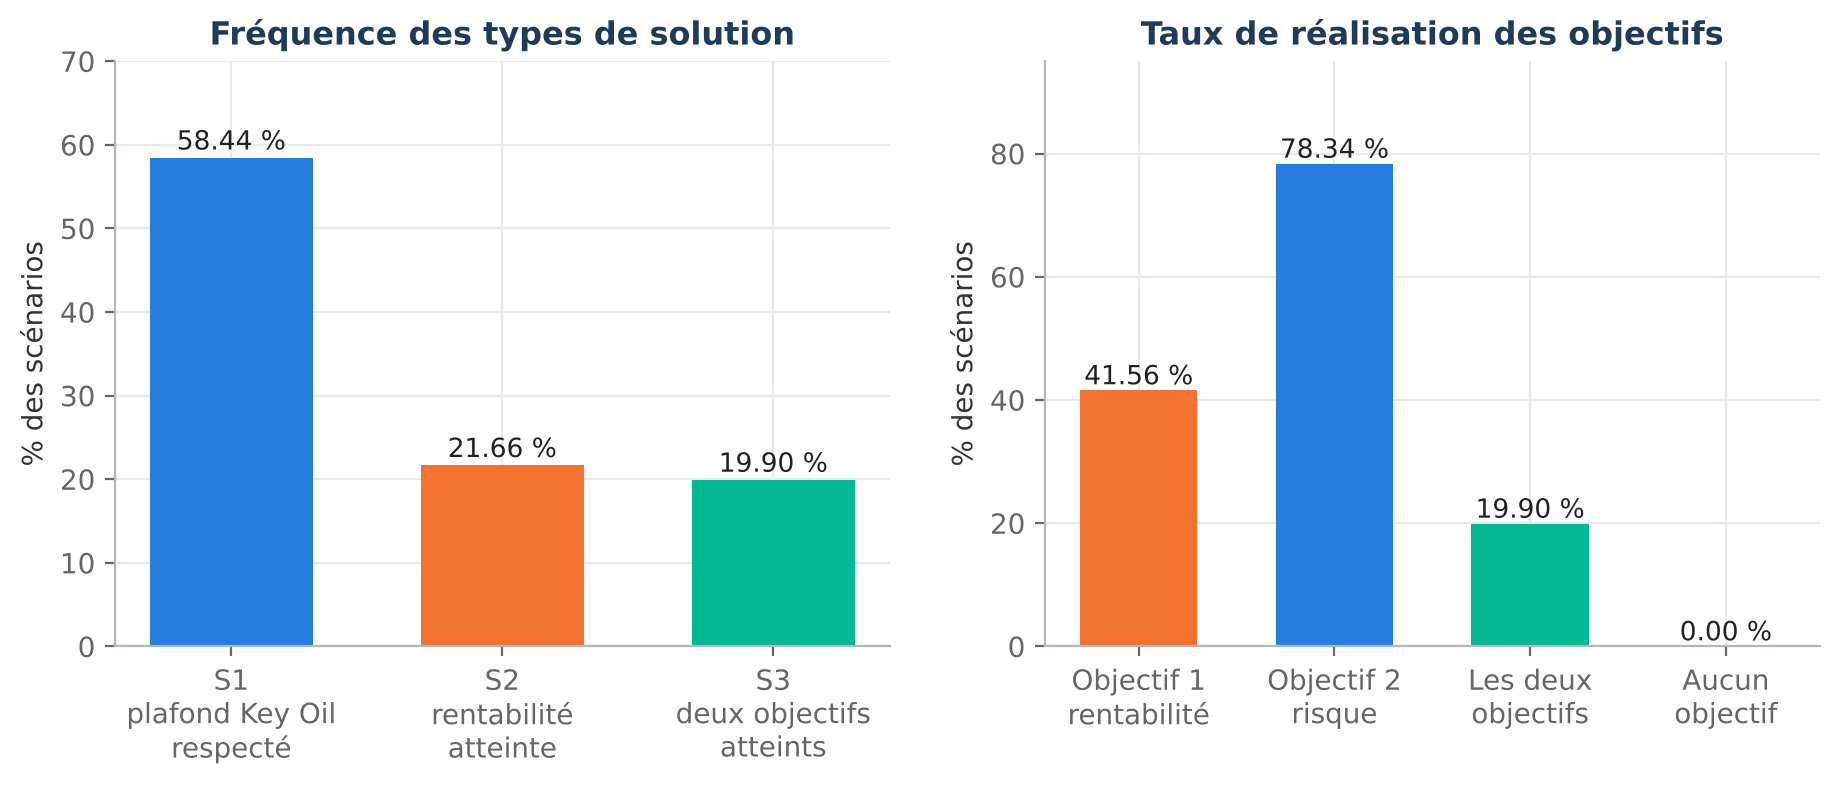 Fréquence des types de solution
70
60
50
40
30
20
10
0
% des scénarios
58.44 %
21.66 %
19.90 %
S1
plafond Key Oil
respecté
S2
rentabilité
atteinte
S3
deux objectifs
atteints
Taux de réalisation des objectifs
80
60
40
20
0
% des scénarios
41.56 %
78.34 %
19.90 %
0.00 %
Objectif 1
rentabilité
Objectif 2
risque
Les deux
objectifs
Aucun
objectif